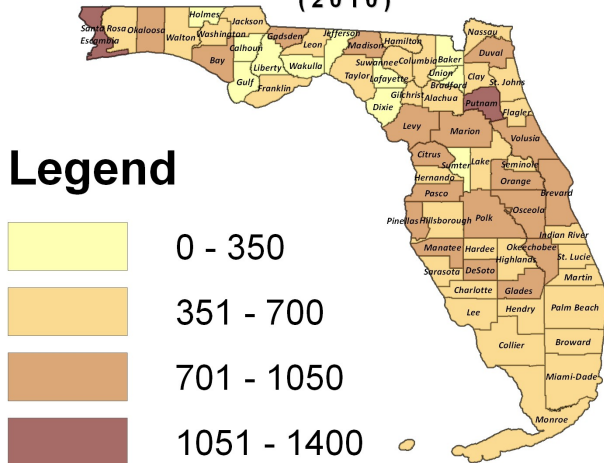 (2010)
Holmes
Jackson
Santa Rosa
Okaloosa
Walton
Washington
Escambia
Bay
Calhoun
Gulf
Liberty
Franklin
Gadsden
Leon
Wakulla
Jefferson
Madison
Taylor
Hamilton
Suwannee
Lafayette
Dixie
Columbia
Gilchrist
Baker
Union
Bradford
Alachua
Nassau
Duval
Clay
St. Johns
Putnam
Flagler
Levy
Marion
Volusia
Citrus
Sumter
Lake
Seminole
Hernando
Orange
Pasco
Brevard
Pinellas
Hillsborough
Polk
Osceola
Indian River
Manatee
Hardee
Okeechobee
Highlands
St. Lucie
Sarasota
DeSoto
Martin
Charlotte
Glades
Lee
Hendry
Palm Beach
Collier
Broward
Miami-Dade
Monroe
Legend
0 - 350
351 - 700
701 - 1050
1051 - 1400